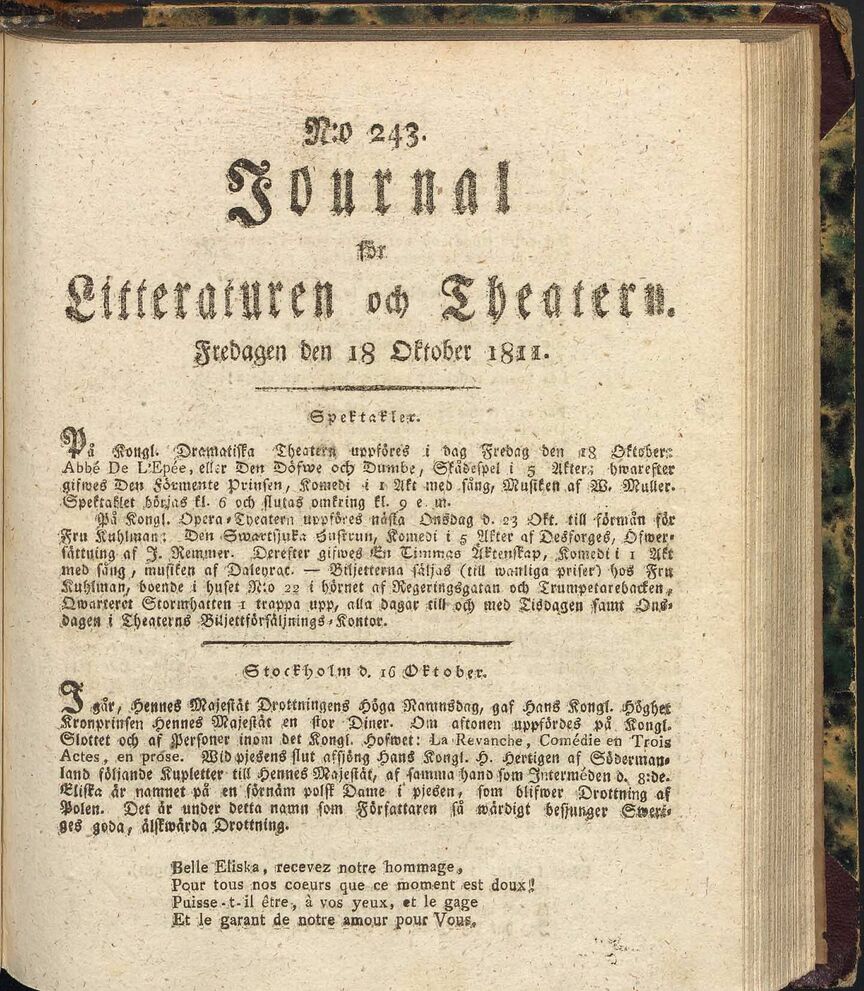 N:o 243.
Journal
för
Litteraturen och Theatern.
Fredagen den 18 Oktober 1811.
Spektakler.
På Kongl. Dramatiska Theatern uppföres i dag Fredag den 18 Oktober:
Abbé De L'Epée, eller Den Döfwe och Dumbe, Skådespel i 5 Akter; hwarefter
gifwes Den Förmente Prinsen, Komedi i 1 Akt med sång, Musiken af W. Muller.
Spektaklet börjas kl. 6 och slutas omkring kl. 9 e. m.
På Kongl. Opera-Theatern uppföres nästa Onsdag d. 23 Okt. till förmån för
Fru Kuhlman: Den Swartsjuka Hustrun, Komedi i 5 Akter af Desforges, Öfwer-
sättning af J. Remmer. Derefter gifwes En Timmas Äktenskap, Komedi i 1 Akt
med sång, musiken af Daleyrac. — Biljetterna säljas (till wanliga priser) hos Fru
Kuhlman, boende i huset N:o 22 i hörnet af Regeringsgatan och Trumpetarebacken,
Qwarteret Stormhatten 1 trappa upp, alla dagar till och med Tisdagen samt Ons-
dagen i Theaterns Biljettförsäljnings-Kontor.
Stockholm d. 16 Oktober.
I går, Hennes Majestät Drottningens Höga Namnsdag, gaf Hans Kongl. Höghet
Kronprinsen Hennes Majestät en stor Diner. Om aftonen uppfördes på Kongl.
Slottet och af Personer inom det Kongl. Hofwet: La Revanche, Comédie en Trois
Actes, en prose. Wid pjesens slut afsjöng Hans Kongl. H. Hertigen af Söderman-
land följande Kupletter till Hennes Majestät, af samma hand som Interméden d. 8:de.
Eliska är namnet på en förnäm polsk Dame i pjesen, som blifwer Drottning af
Polen. Det är under detta namn som Författaren så wärdigt besjunger Sweri-
ges goda, älskwärda Drottning.
Belle Eliska, recevez notre hommage,
Pour tous nos coeurs que ce moment est doux!
Puisse-t-il être, à vos yeux, et le gage
Et le garant de notre amour pour Vous.